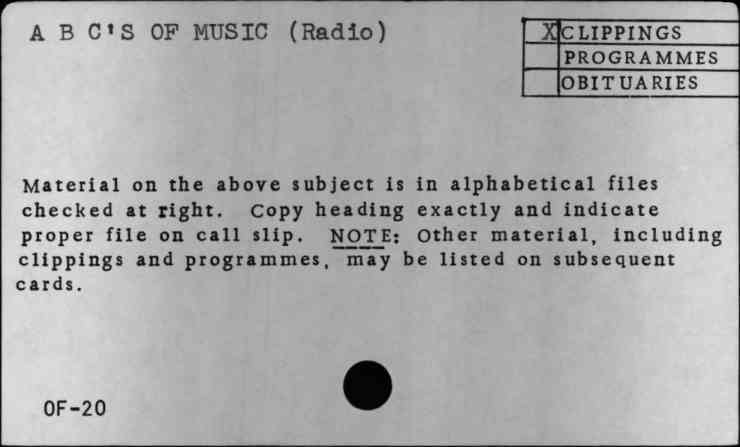 A B C'S OF MUSIC (Radio)
X CLIPPINGS
PROGRAMMES
OBITUARIES
Material on the above subject is in alphabetical files
checked at right. Copy heading exactly and indicate
proper file on call slip. NOTE: Other material, including
clippings and programmes, may be listed on subsequent
cards.
OF-20